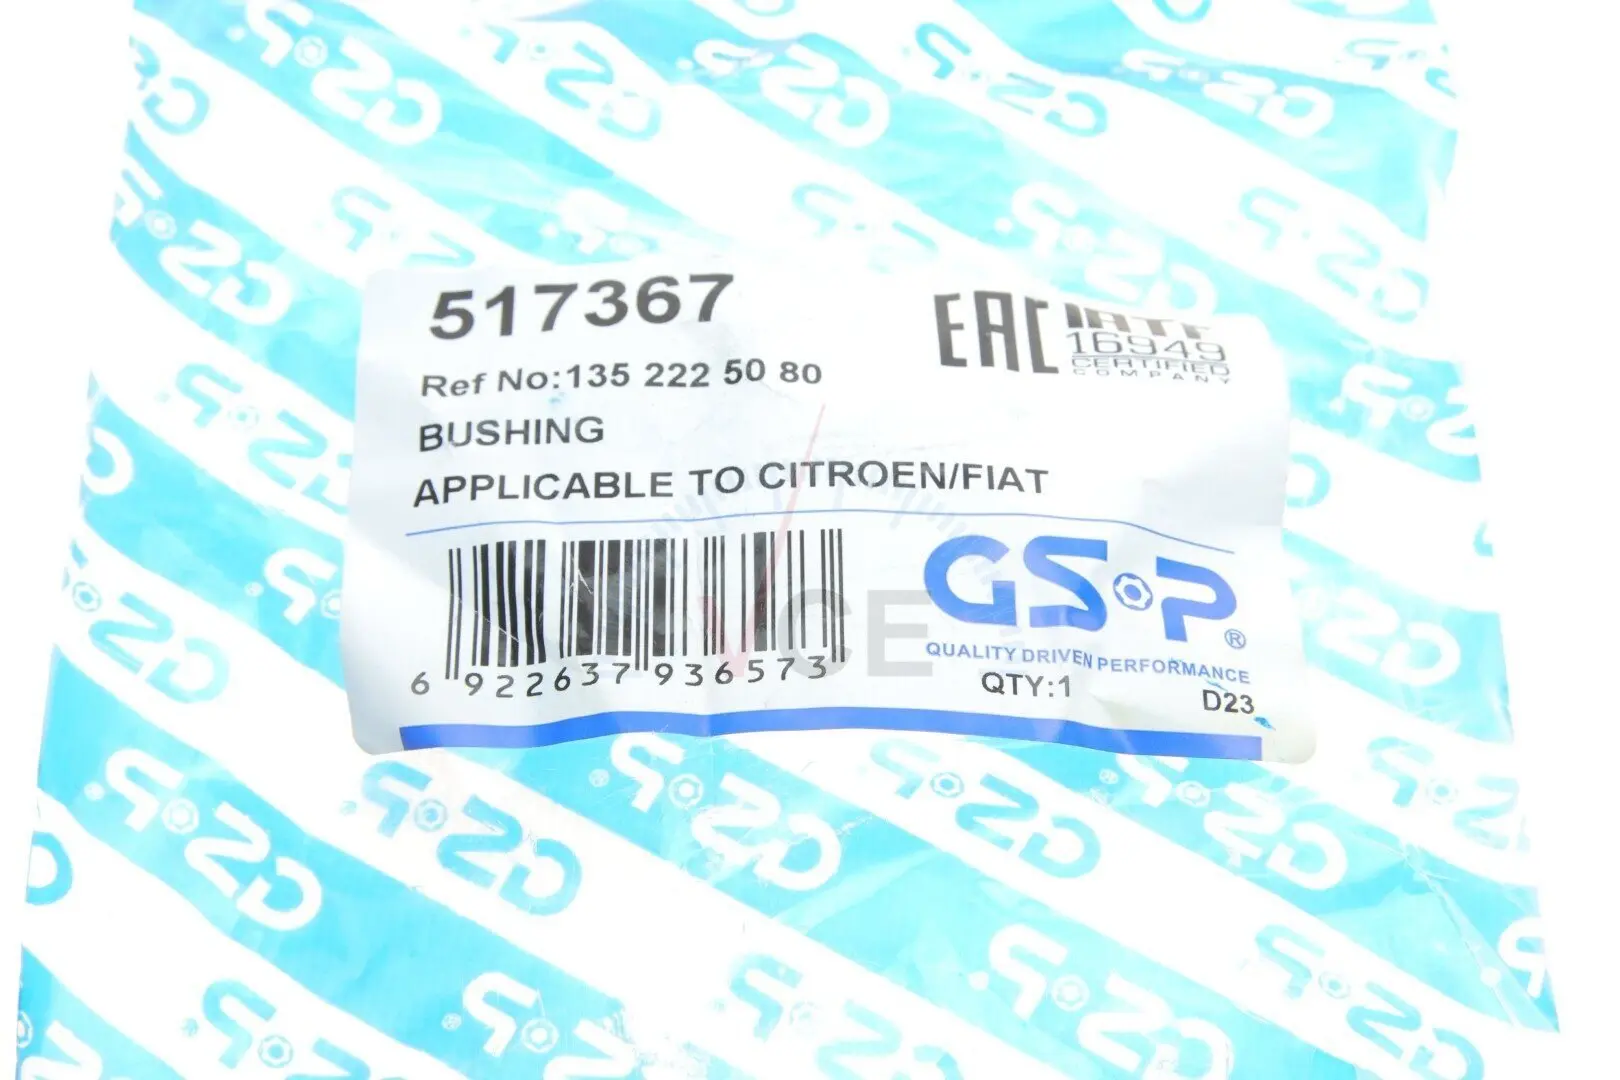 517367
Ref No:135 222 50 80
BUSHING
APPLICABLE TO CITROEN/FIAT
EAC
IATF
16949
CERTIFIED
COMPANY
6 922637 936573
GSP®
QUALITY DRIVEN PERFORMANCE
QTY:1
D23